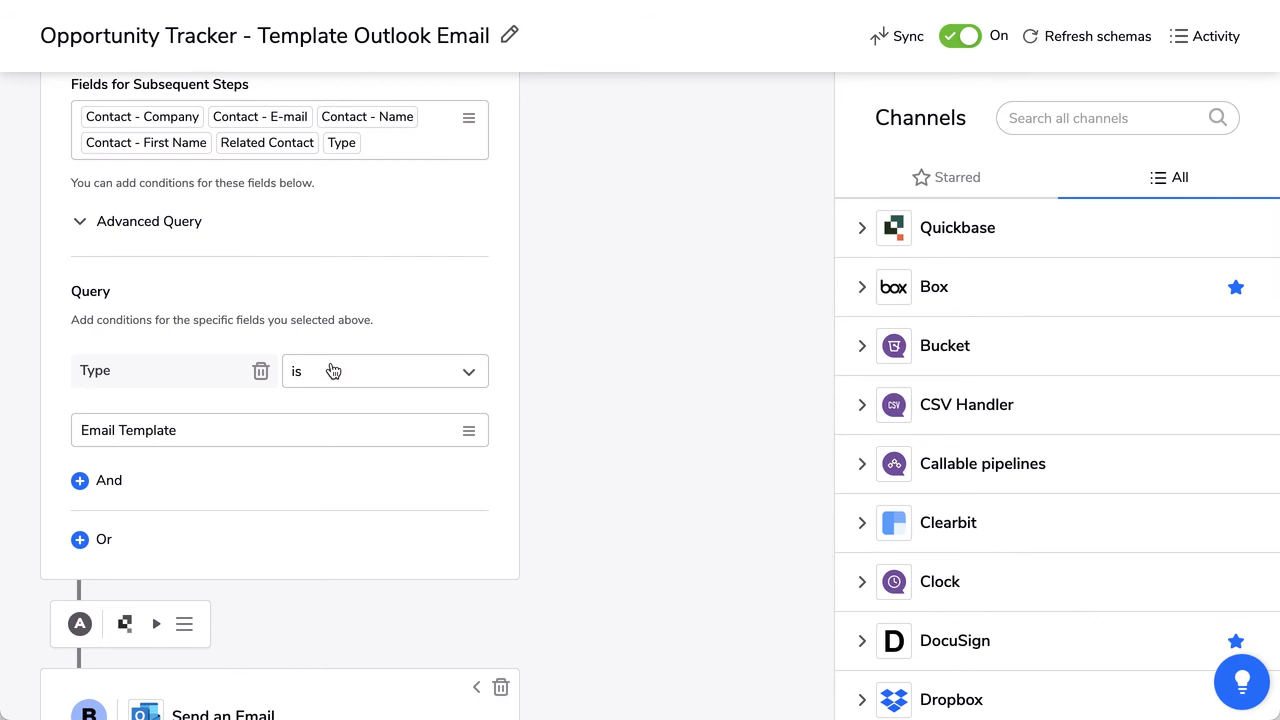 Opportunity Tracker - Template Outlook Email
Sync
On
Refresh schemas
Activity
Fields for Subsequent Steps
Contact - Company
Contact - E-mail
Contact - Name
Contact - First Name
Related Contact
Type
You can add conditions for these fields below.
Advanced Query
Query
Add conditions for the specific fields you selected above.
Type
is
Email Template
And
Or
A
B
Send an Email
Channels
Search all channels
Starred
All
Quickbase
box
Box
Bucket
CSV
CSV Handler
Callable pipelines
Clearbit
Clock
D
DocuSign
Dropbox